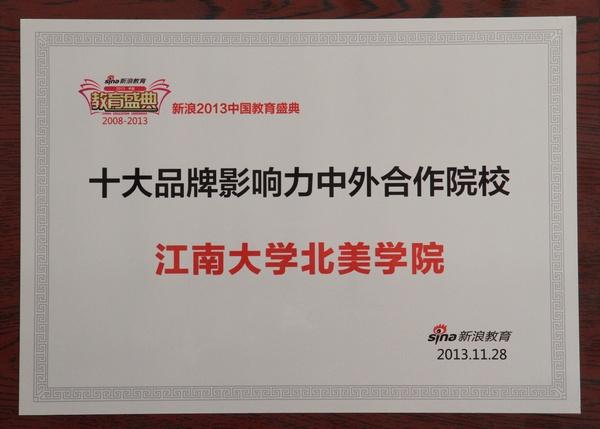 sina新浪教育
教育盛典
2008-2013
新浪2013中国教育盛典
十大品牌影响力中外合作院校
江南大学北美学院
sina新浪教育
2013.11.28